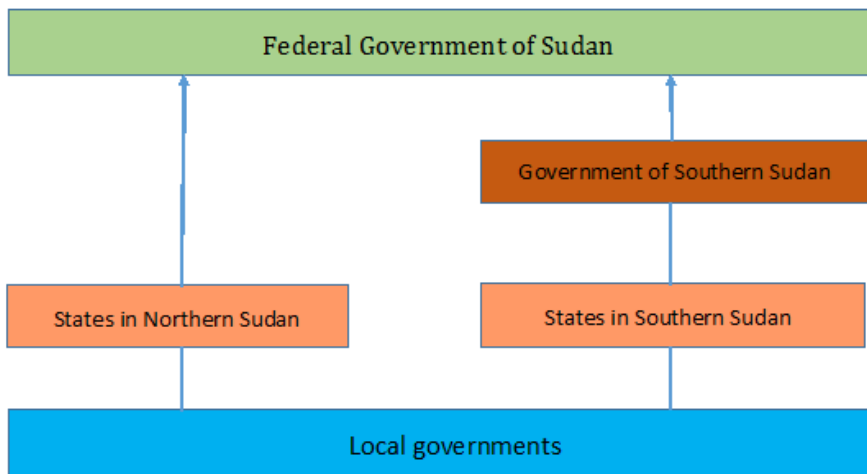 Federal Government of Sudan
Government of Southern Sudan
States in Northern Sudan
States in Southern Sudan
Local governments